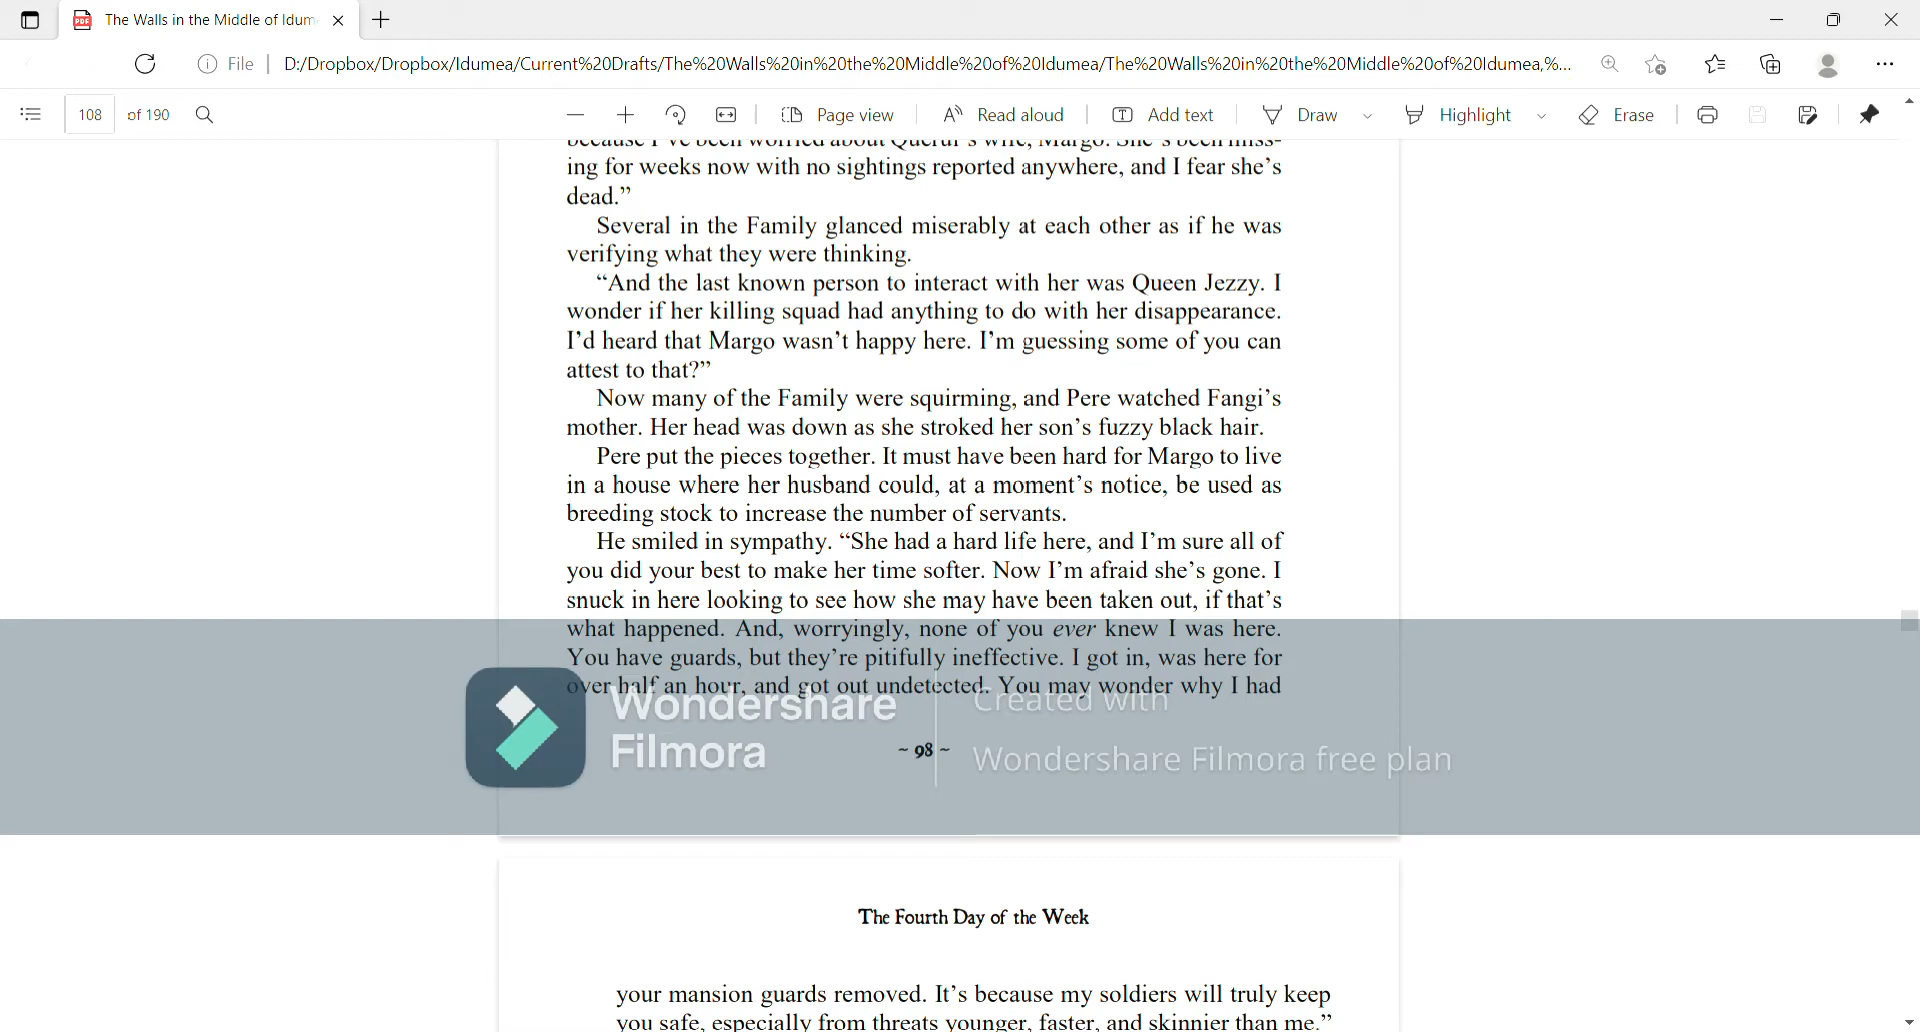 The Walls in the Middle of Idum
File
D:/Dropbox/Dropbox/Idumea/Current%20Drafts/The%20Walls%20in%20the%20Middle%20of%20Idumea/The%20Walls%20in%20the%20Middle%20of%20Idumea,%...
108 of 190
Page view
Read aloud
Add text
Draw
Highlight
Erase
because I've been worried about Querul's wife, Margo. She's been miss-
ing for weeks now with no sightings reported anywhere, and I fear she's
dead.”
Several in the Family glanced miserably at each other as if he was
verifying what they were thinking.
“And the last known person to interact with her was Queen Jezzy. I
wonder if her killing squad had anything to do with her disappearance.
I’d heard that Margo wasn’t happy here. I’m guessing some of you can
attest to that?”
Now many of the Family were squirming, and Pere watched Fangi’s
mother. Her head was down as she stroked her son’s fuzzy black hair.
Pere put the pieces together. It must have been hard for Margo to live
in a house where her husband could, at a moment’s notice, be used as
breeding stock to increase the number of servants.
He smiled in sympathy. “She had a hard life here, and I’m sure all of
you did your best to make her time softer. Now I’m afraid she’s gone. I
snuck in here looking to see how she may have been taken out, if that’s
what happened. And, worryingly, none of you ever knew I was here.
You have guards, but they’re pitifully ineffective. I got in, was here for
over half an hour, and got out undetected. You may wonder why I had
Wondershare
Filmora
Created with
Wondershare Filmora free plan
~ 98 ~
The Fourth Day of the Week
your mansion guards removed. It’s because my soldiers will truly keep
you safe, especially from threats younger, faster, and skinnier than me.”